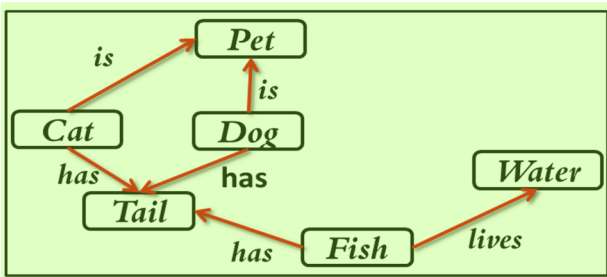 Pet
is
is
Cat
Dog
has
has
Water
Tail
has
Fish
lives